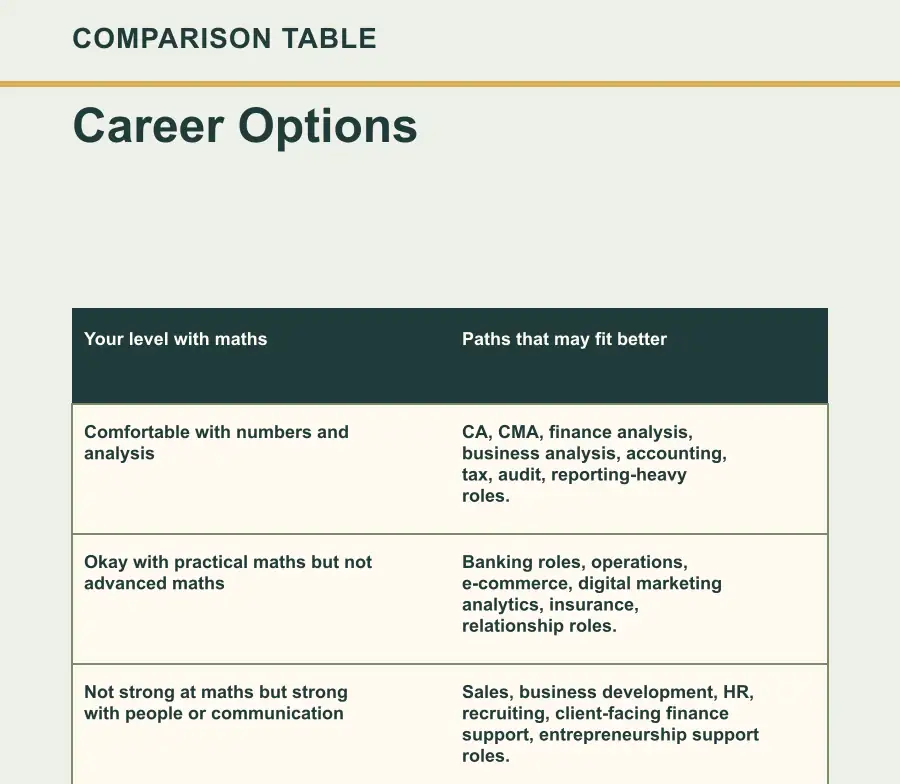 COMPARISON TABLE
Career Options
Your level with maths
Paths that may fit better
Comfortable with numbers and
analysis
CA, CMA, finance analysis,
business analysis, accounting,
tax, audit, reporting-heavy
roles.
Okay with practical maths but not
advanced maths
Banking roles, operations,
e-commerce, digital marketing
analytics, insurance,
relationship roles.
Not strong at maths but strong
with people or communication
Sales, business development, HR,
recruiting, client-facing finance
support, entrepreneurship support
roles.